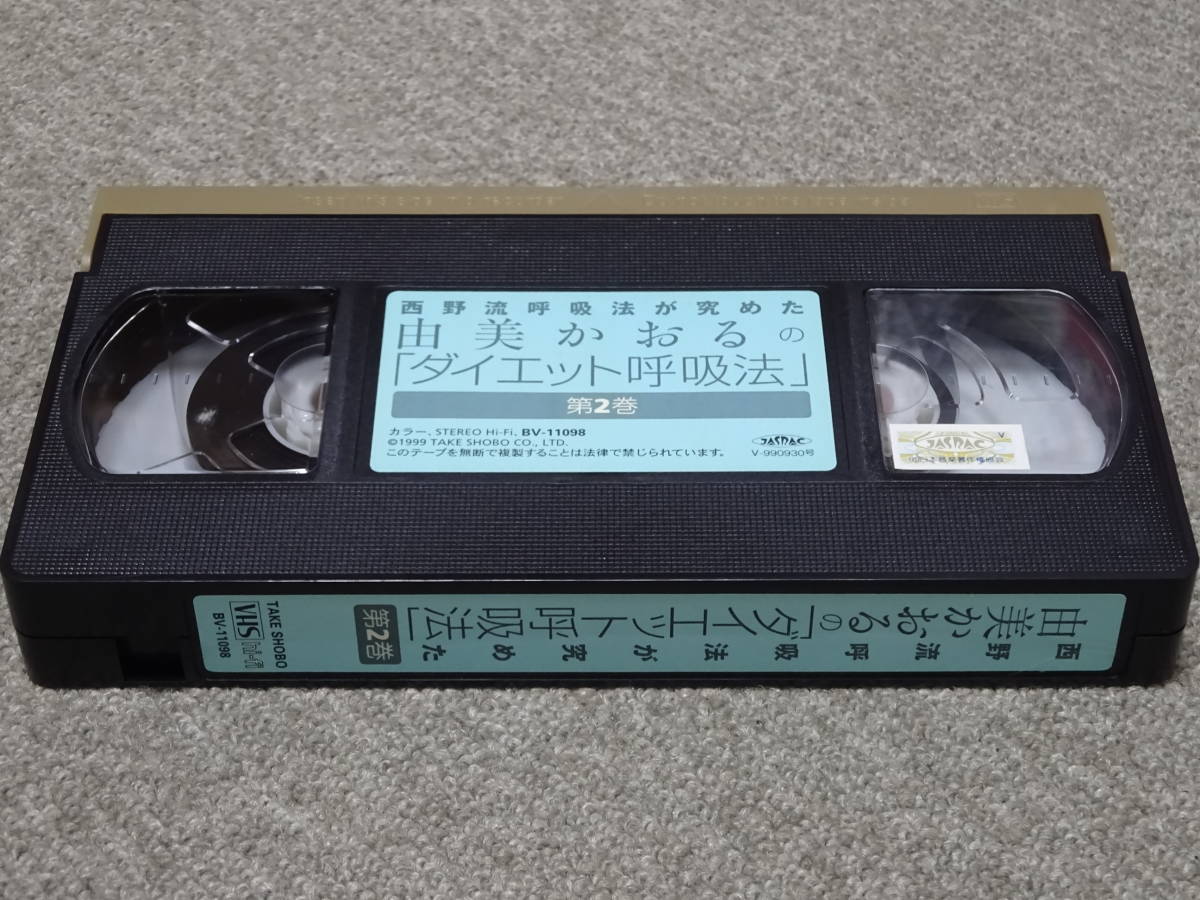 西野流呼吸法が究めた
由美かおるの
「ダイエット呼吸法」
第2巻
カラー、STEREO Hi-Fi、BV-11098
©1999 TAKE SHOBO CO., LTD.
このテープを無断で複製することは法律で禁じられています。
JASRAC
V-990930号
JASRAC V
西野流呼吸法が究めた
由美かおるの「ダイエット呼吸法」
第2巻
TAKE SHOBO
VHS hi-fi
BV-11098